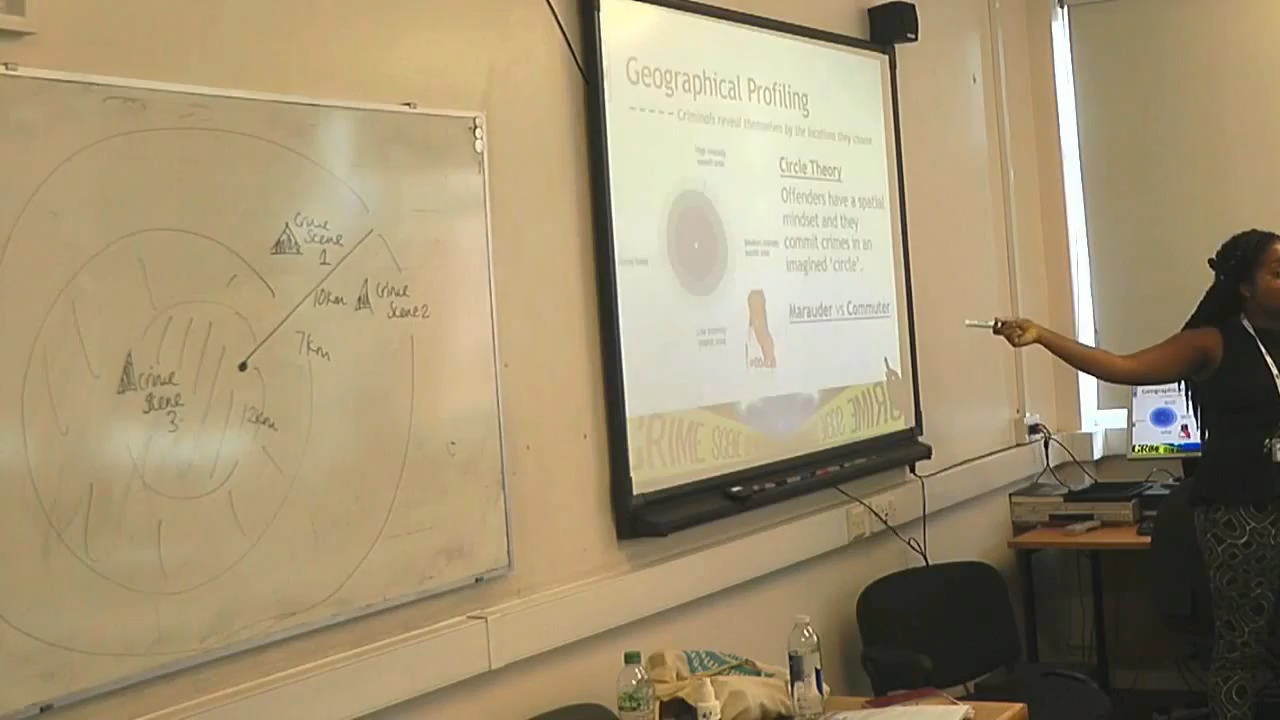 Crime
Scene
1
10km
Crime
Scene 2
7km
crime
Scene
3
12km
Geographical Profiling
Criminals reveal themselves by the locations they choose
Circle Theory
Offenders have a spatial
mindset and they
commit crimes in an
imagined 'circle'.
Marauder vs Commuter
CRIME SCENE
CRIME